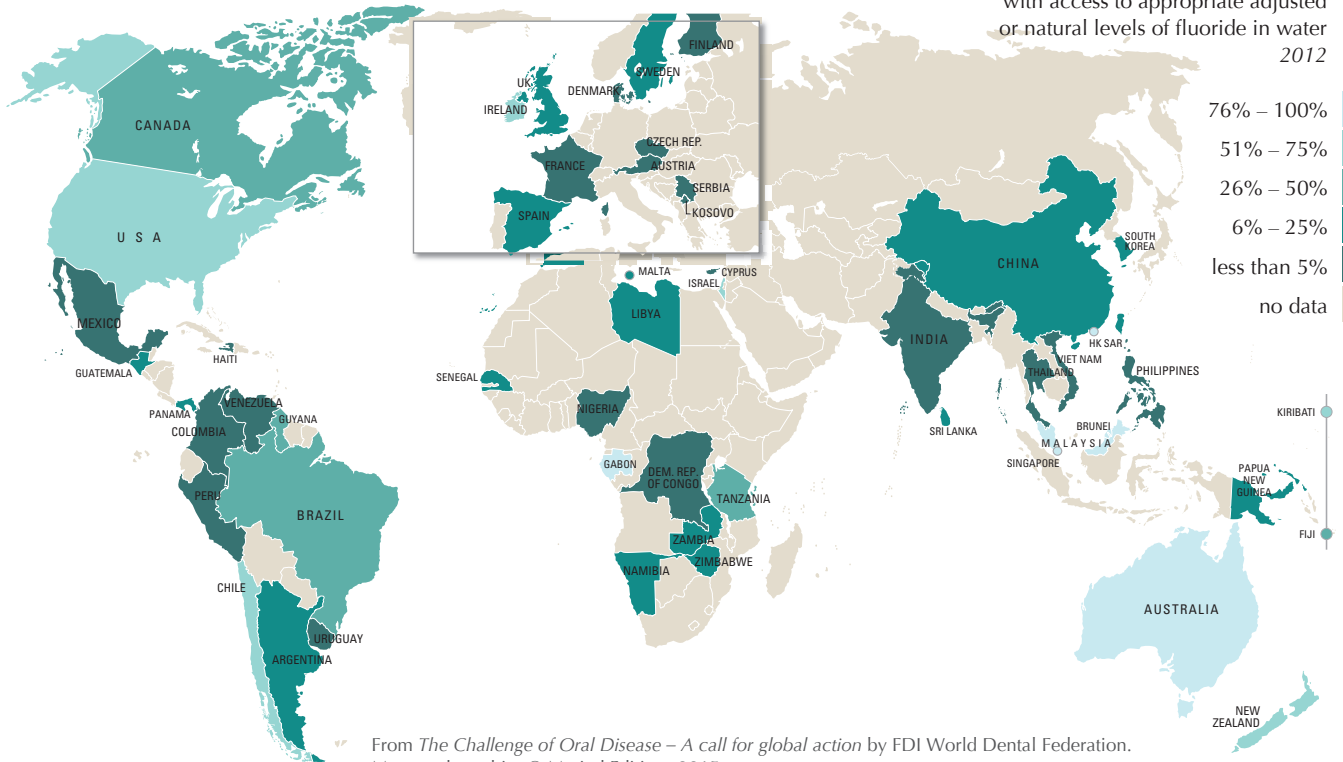 with access to appropriate adjusted
or natural levels of fluoride in water
2012
76% – 100%
51% – 75%
26% – 50%
6% – 25%
less than 5%
no data
CANADA
U S A
MEXICO
GUATEMALA
HAITI
PANAMA
VENEZUELA
GUYANA
COLOMBIA
PERU
BRAZIL
CHILE
URUGUAY
ARGENTINA
FINLAND
SWEDEN
UK
DENMARK
IRELAND
CZECH REP.
FRANCE
AUSTRIA
SERBIA
SPAIN
KOSOVO
MALTA
CYPRUS
ISRAEL
LIBYA
SENEGAL
NIGERIA
GABON
DEM. REP.
OF CONGO
TANZANIA
ZAMBIA
ZIMBABWE
NAMIBIA
SOUTH
KOREA
CHINA
INDIA
HK SAR
VIET NAM
THAILAND
PHILIPPINES
SRI LANKA
BRUNEI
MALAYSIA
SINGAPORE
KIRIBATI
PAPUA
NEW
GUINEA
FIJI
AUSTRALIA
NEW
ZEALAND
From The Challenge of Oral Disease – A call for global action by FDI World Dental Federation.